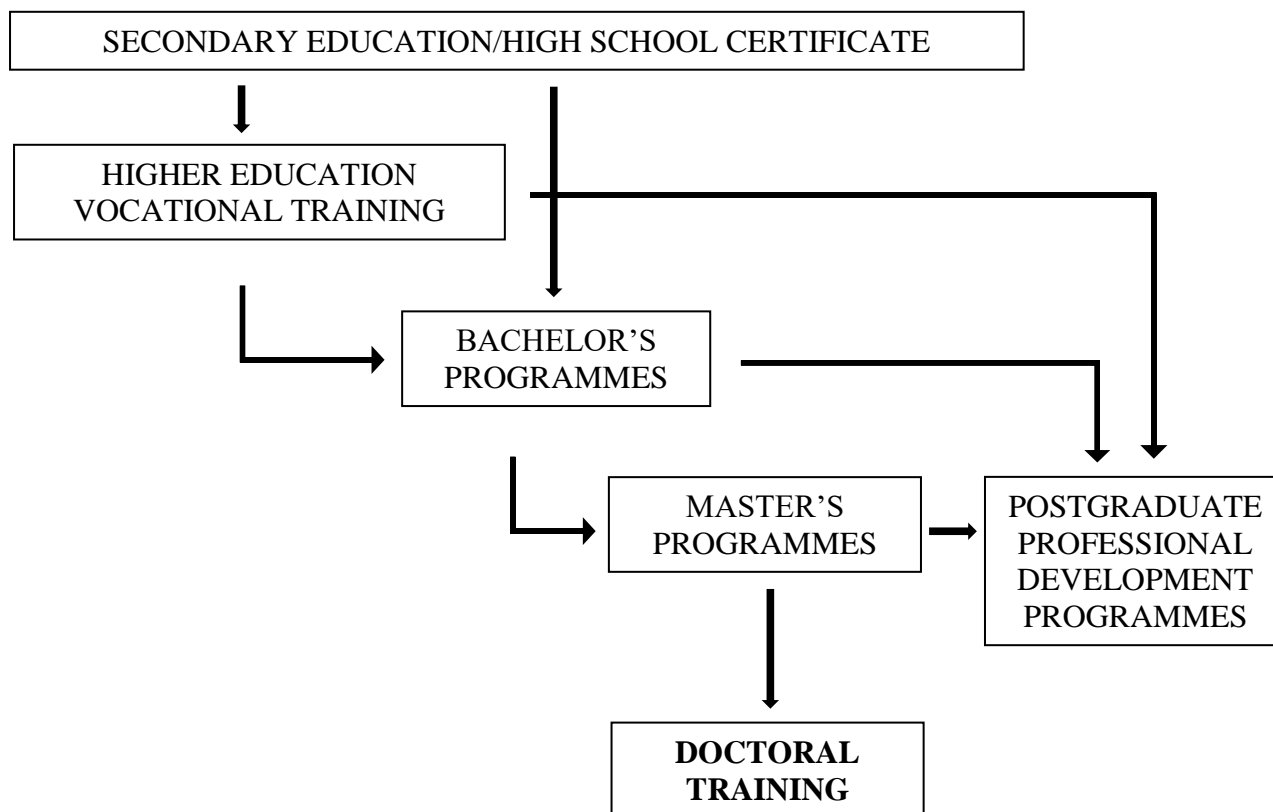 SECONDARY EDUCATION/HIGH SCHOOL CERTIFICATE
HIGHER EDUCATION
VOCATIONAL TRAINING
BACHELOR’S
PROGRAMMES
MASTER’S
PROGRAMMES
POSTGRADUATE
PROFESSIONAL
DEVELOPMENT
PROGRAMMES
DOCTORAL
TRAINING